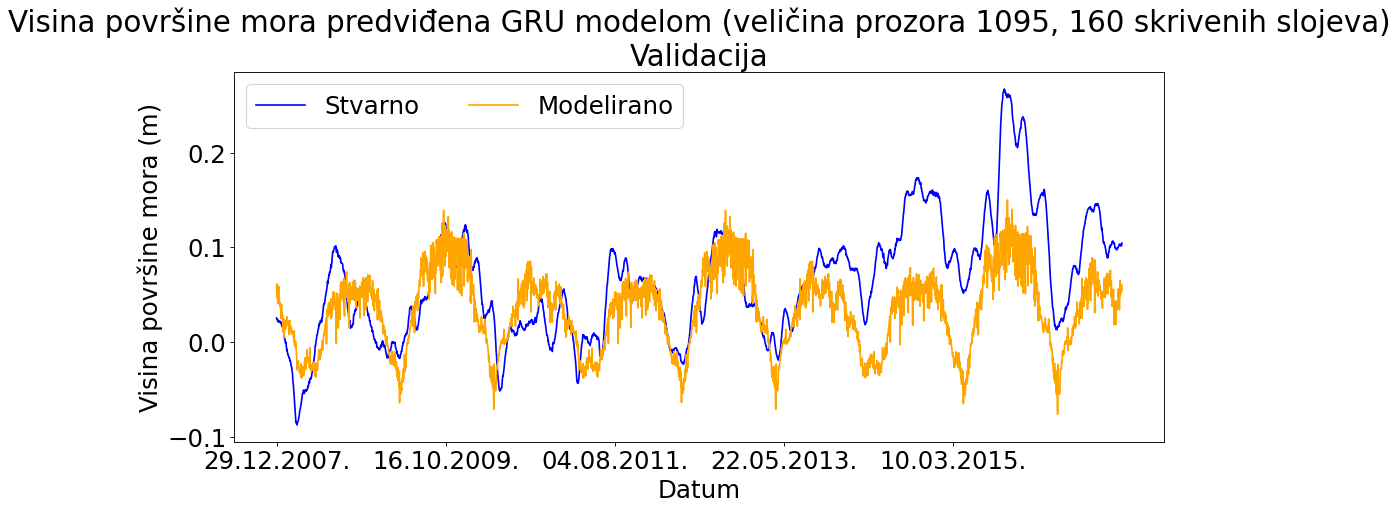 Visina površine mora predviđena GRU modelom (veličina prozora 1095, 160 skrivenih slojeva)
Validacija
Stvarno
Modelirano
Visina površine mora (m)
0.2
0.1
0.0
−0.1
29.12.2007. 16.10.2009. 04.08.2011. 22.05.2013. 10.03.2015.
Datum